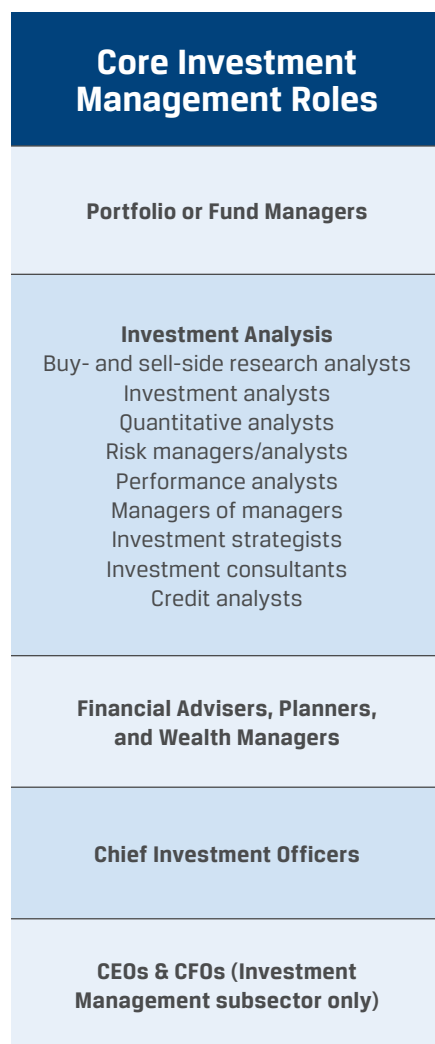 Core Investment
Management Roles
Portfolio or Fund Managers
Investment Analysis
Buy- and sell-side research analysts
Investment analysts
Quantitative analysts
Risk managers/analysts
Performance analysts
Managers of managers
Investment strategists
Investment consultants
Credit analysts
Financial Advisers, Planners,
and Wealth Managers
Chief Investment Officers
CEOs & CFOs (Investment
Management subsector only)